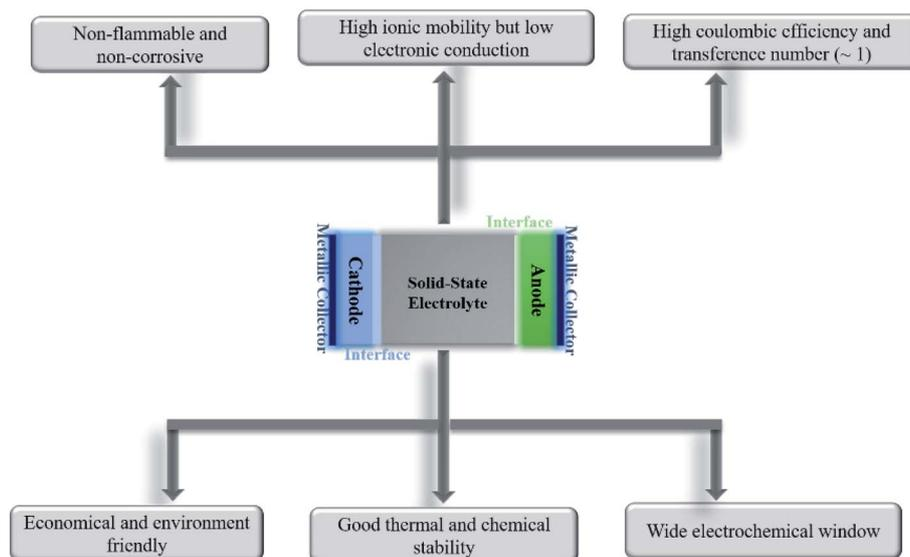 Non-flammable and
non-corrosive
High ionic mobility but low
electronic conduction
High coulombic efficiency and
transference number (~ 1)
Interface
Metallic Collector
Cathode
Solid-State
Electrolyte
Anode
Metallic Collector
Interface
Economical and environment
friendly
Good thermal and chemical
stability
Wide electrochemical window